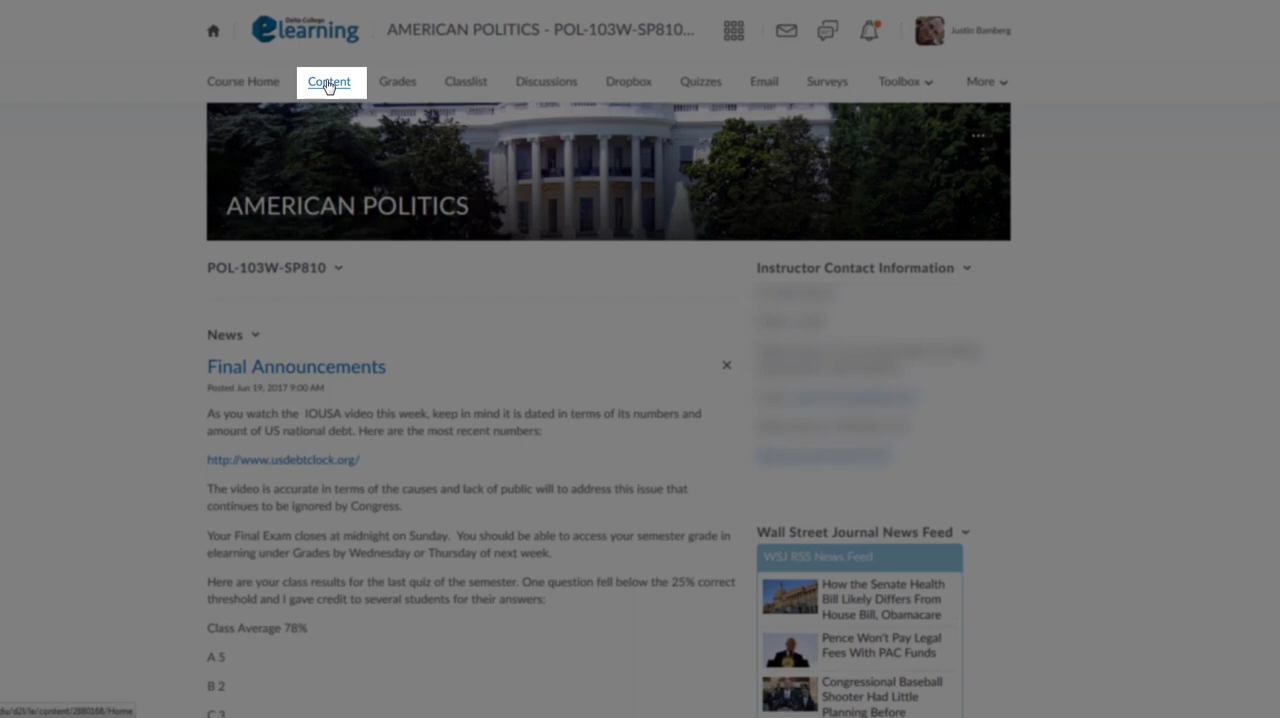 Delta College
elearning
AMERICAN POLITICS - POL-103W-SP810...
Justin Bamberg
Course Home Content Grades Classlist Discussions Dropbox Quizzes Email Surveys Toolbox More
AMERICAN POLITICS
POL-103W-SP810
Instructor Contact Information
News
Final Announcements
Posted Jun 19, 2017 9:00 AM
As you watch the IOUSA video this week, keep in mind it is dated in terms of its numbers and
amount of US national debt. Here are the most recent numbers:
http://www.usdebtclock.org/
The video is accurate in terms of the causes and lack of public will to address this issue that
continues to be ignored by Congress.
Your Final Exam closes at midnight on Sunday. You should be able to access your semester grade in
elearning under Grades by Wednesday or Thursday of next week.
Here are your class results for the last quiz of the semester. One question fell below the 25% correct
threshold and I gave credit to several students for their answers:
Class Average 78%
A 5
B 2
C 3
Wall Street Journal News Feed
WSJ RSS News Feed
How the Senate Health
Bill Likely Differs From
House Bill, Obamacare
Pence Won't Pay Legal
Fees With PAC Funds
Congressional Baseball
Shooter Had Little
Planning Before
du/d2l/le/content/2880168/Home